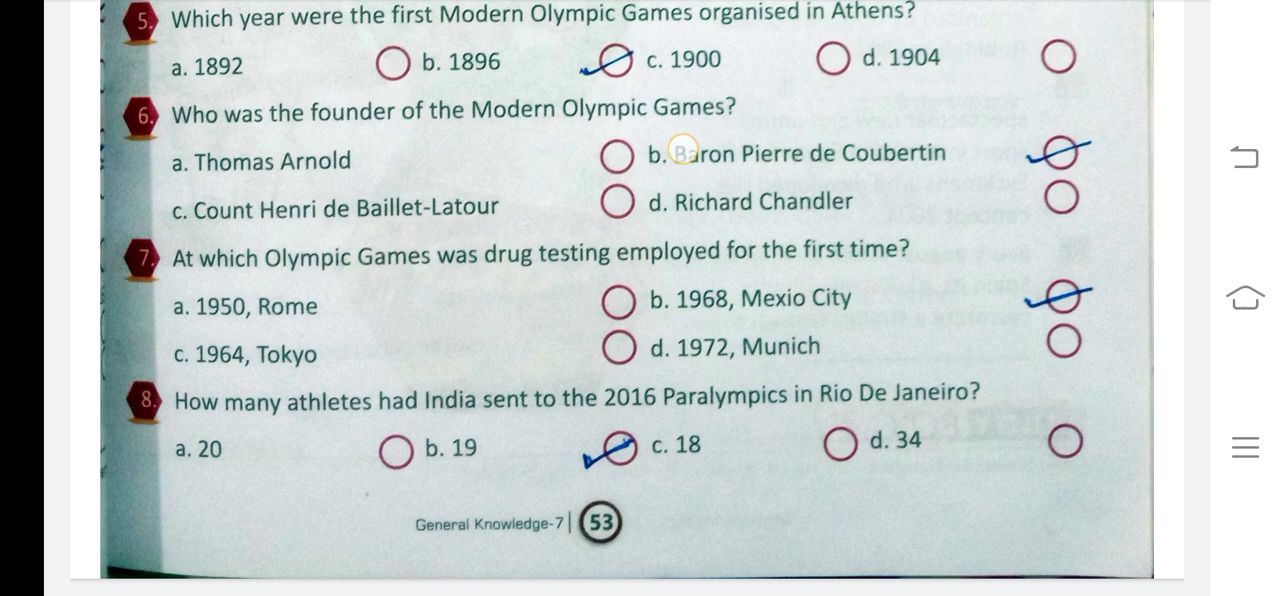 5. Which year were the first Modern Olympic Games organised in Athens?
a. 1892 b. 1896 c. 1900 d. 1904
6. Who was the founder of the Modern Olympic Games?
a. Thomas Arnold b. Baron Pierre de Coubertin
c. Count Henri de Baillet-Latour d. Richard Chandler
7. At which Olympic Games was drug testing employed for the first time?
a. 1950, Rome b. 1968, Mexio City
c. 1964, Tokyo d. 1972, Munich
8. How many athletes had India sent to the 2016 Paralympics in Rio De Janeiro?
a. 20 b. 19 c. 18 d. 34
General Knowledge-7 | 53